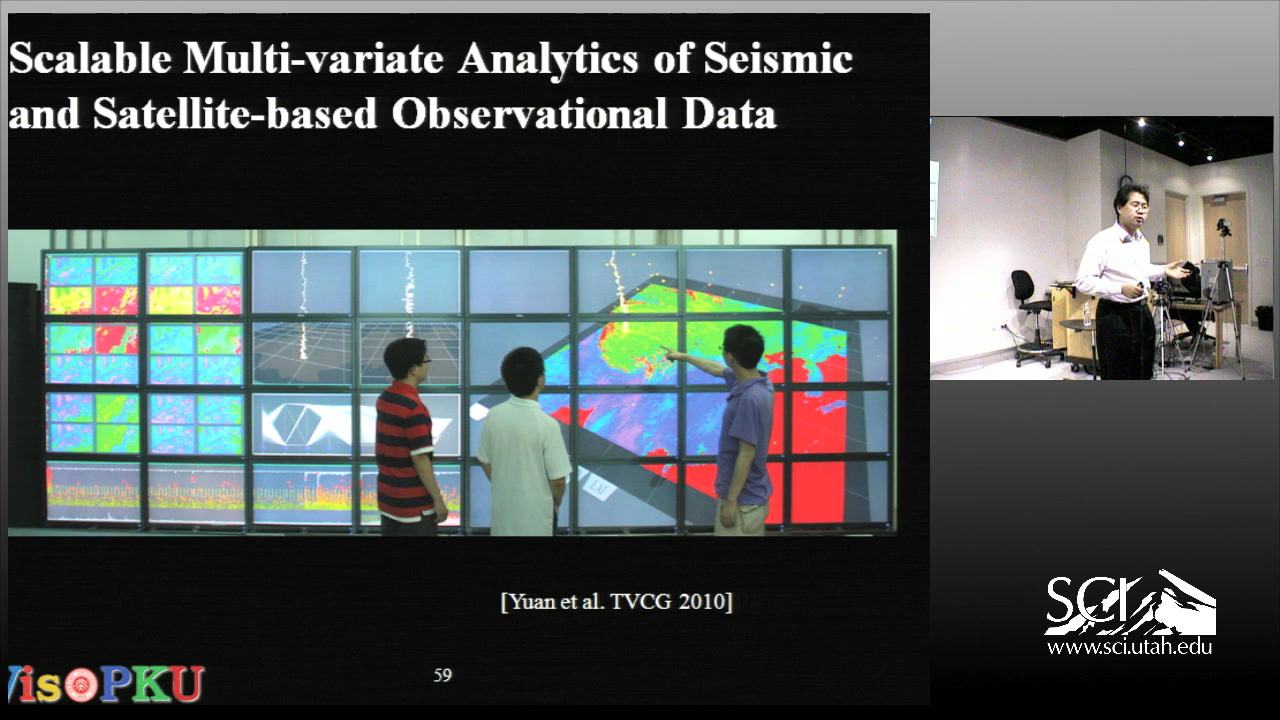 Scalable Multi-variate Analytics of Seismic
and Satellite-based Observational Data
LAI
[Yuan et al. TVCG 2010]
VisPKU
59
SCI
www.sci.utah.edu